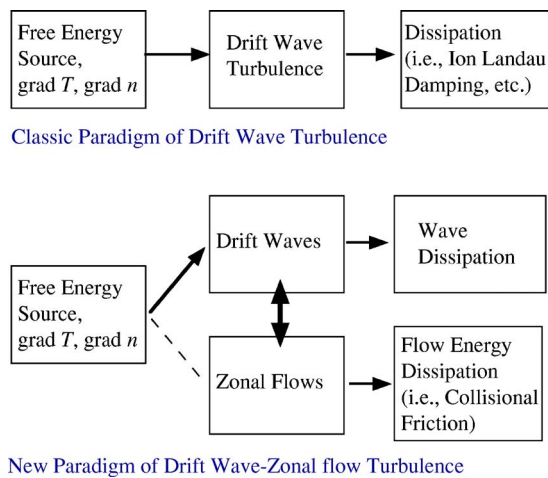 Free Energy
Source,
grad T, grad n
Drift Wave
Turbulence
Dissipation
(i.e., Ion Landau
Damping, etc.)
Classic Paradigm of Drift Wave Turbulence
Free Energy
Source,
grad T, grad n
Drift Waves
Wave
Dissipation
Zonal Flows
Flow Energy
Dissipation
(i.e., Collisional
Friction)
New Paradigm of Drift Wave-Zonal flow Turbulence